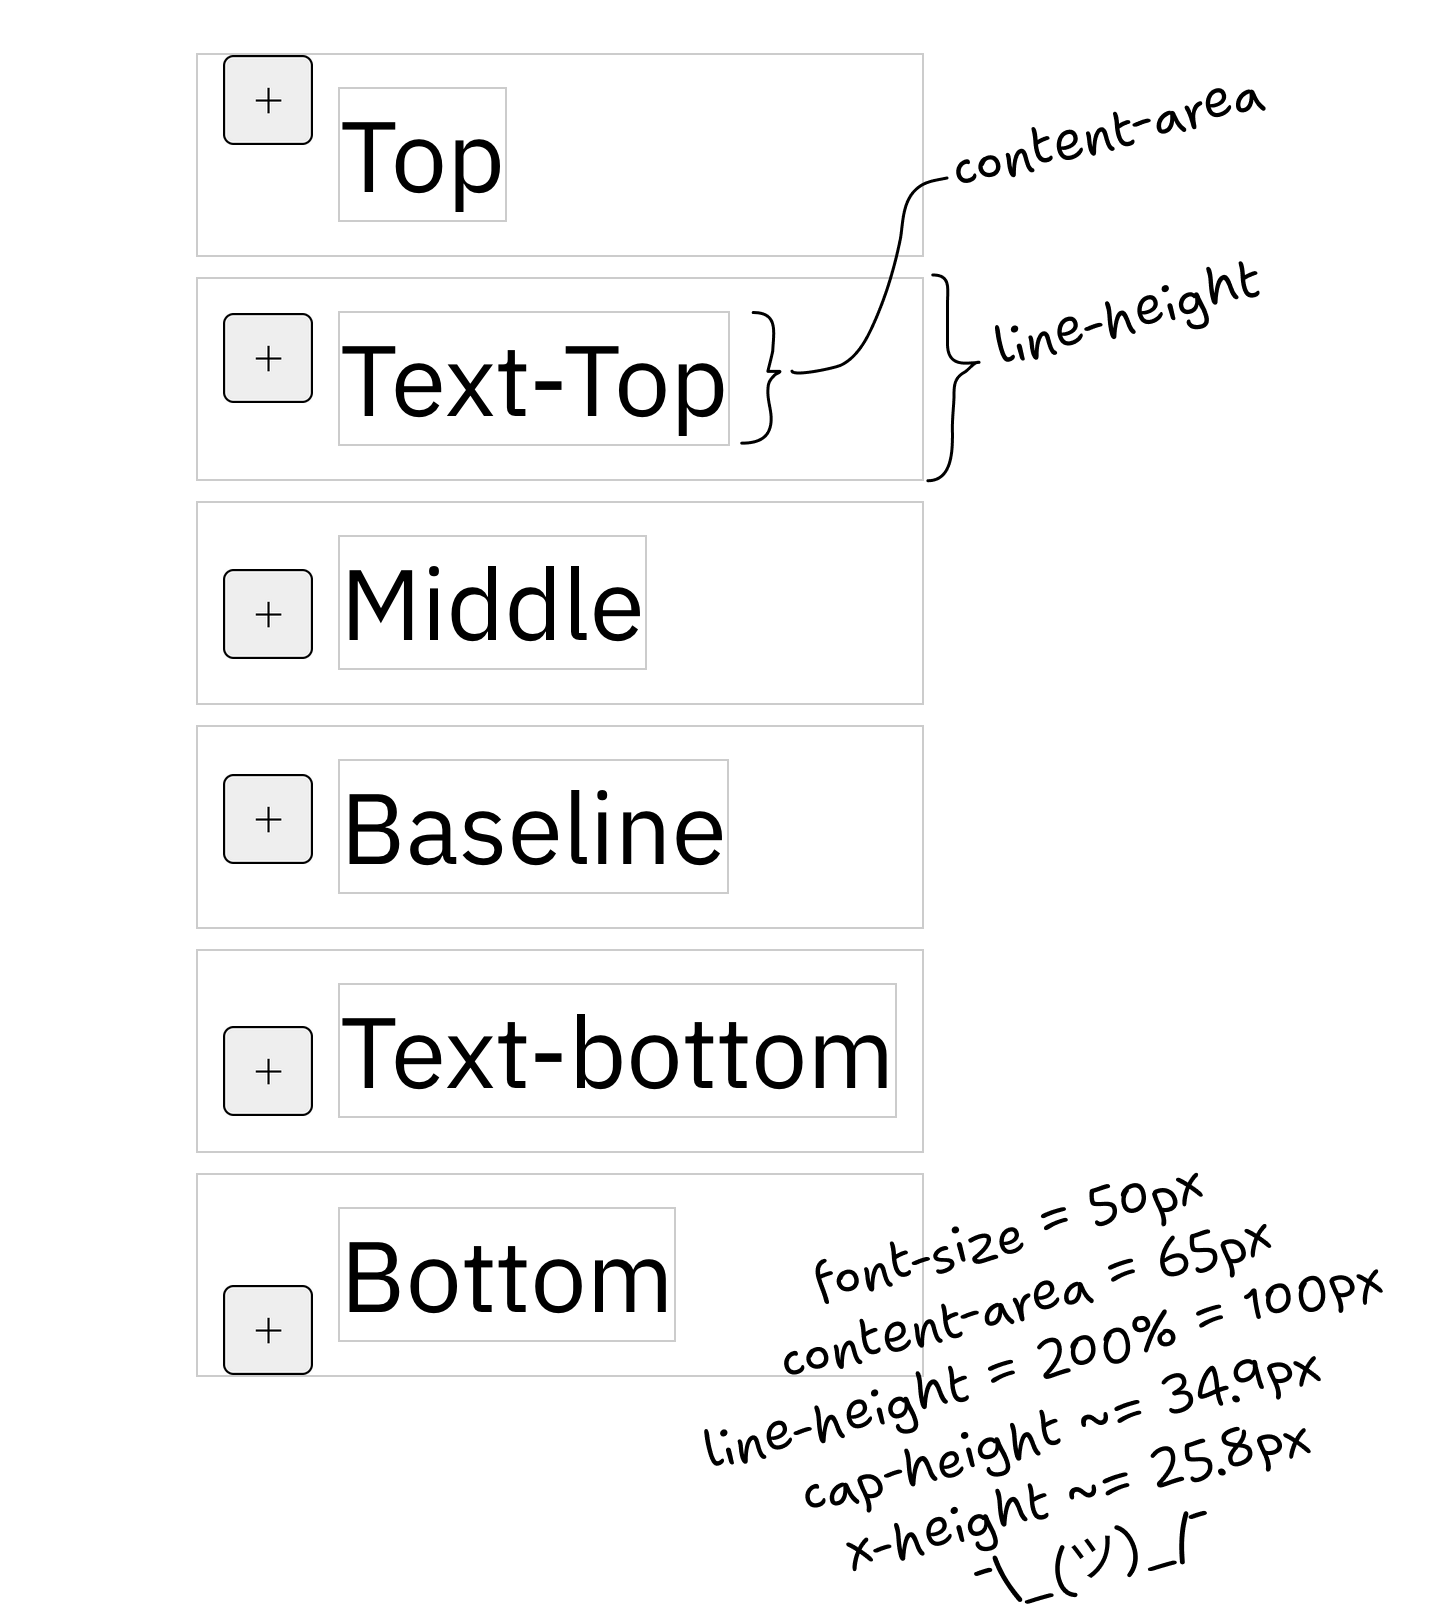 +
Top
content-area
+
Text-Top
line-height
+
Middle
+
Baseline
+
Text-bottom
+
Bottom
font-size = 50px
content-area = 65px
line-height = 200% = 100px
cap-height ~= 34.9px
x-height ~= 25.8px
¯\_(ツ)_/¯